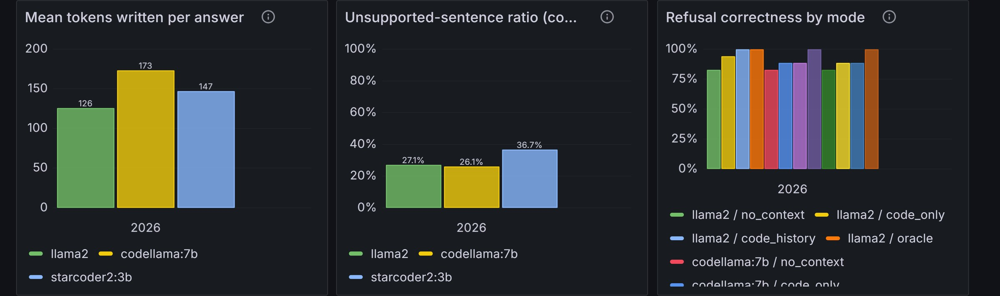 Mean tokens written per answer
200
150
100
50
0
126
173
147
2026
llama2 codellama:7b
starcoder2:3b
Unsupported-sentence ratio (co...
100%
80%
60%
40%
20%
0%
27.1%
26.1%
36.7%
2026
llama2 codellama:7b
starcoder2:3b
Refusal correctness by mode
100%
75%
50%
25%
0%
2026
llama2 / no_context llama2 / code_only
llama2 / code_history llama2 / oracle
codellama:7b / no_context
codellama:7b / code_only